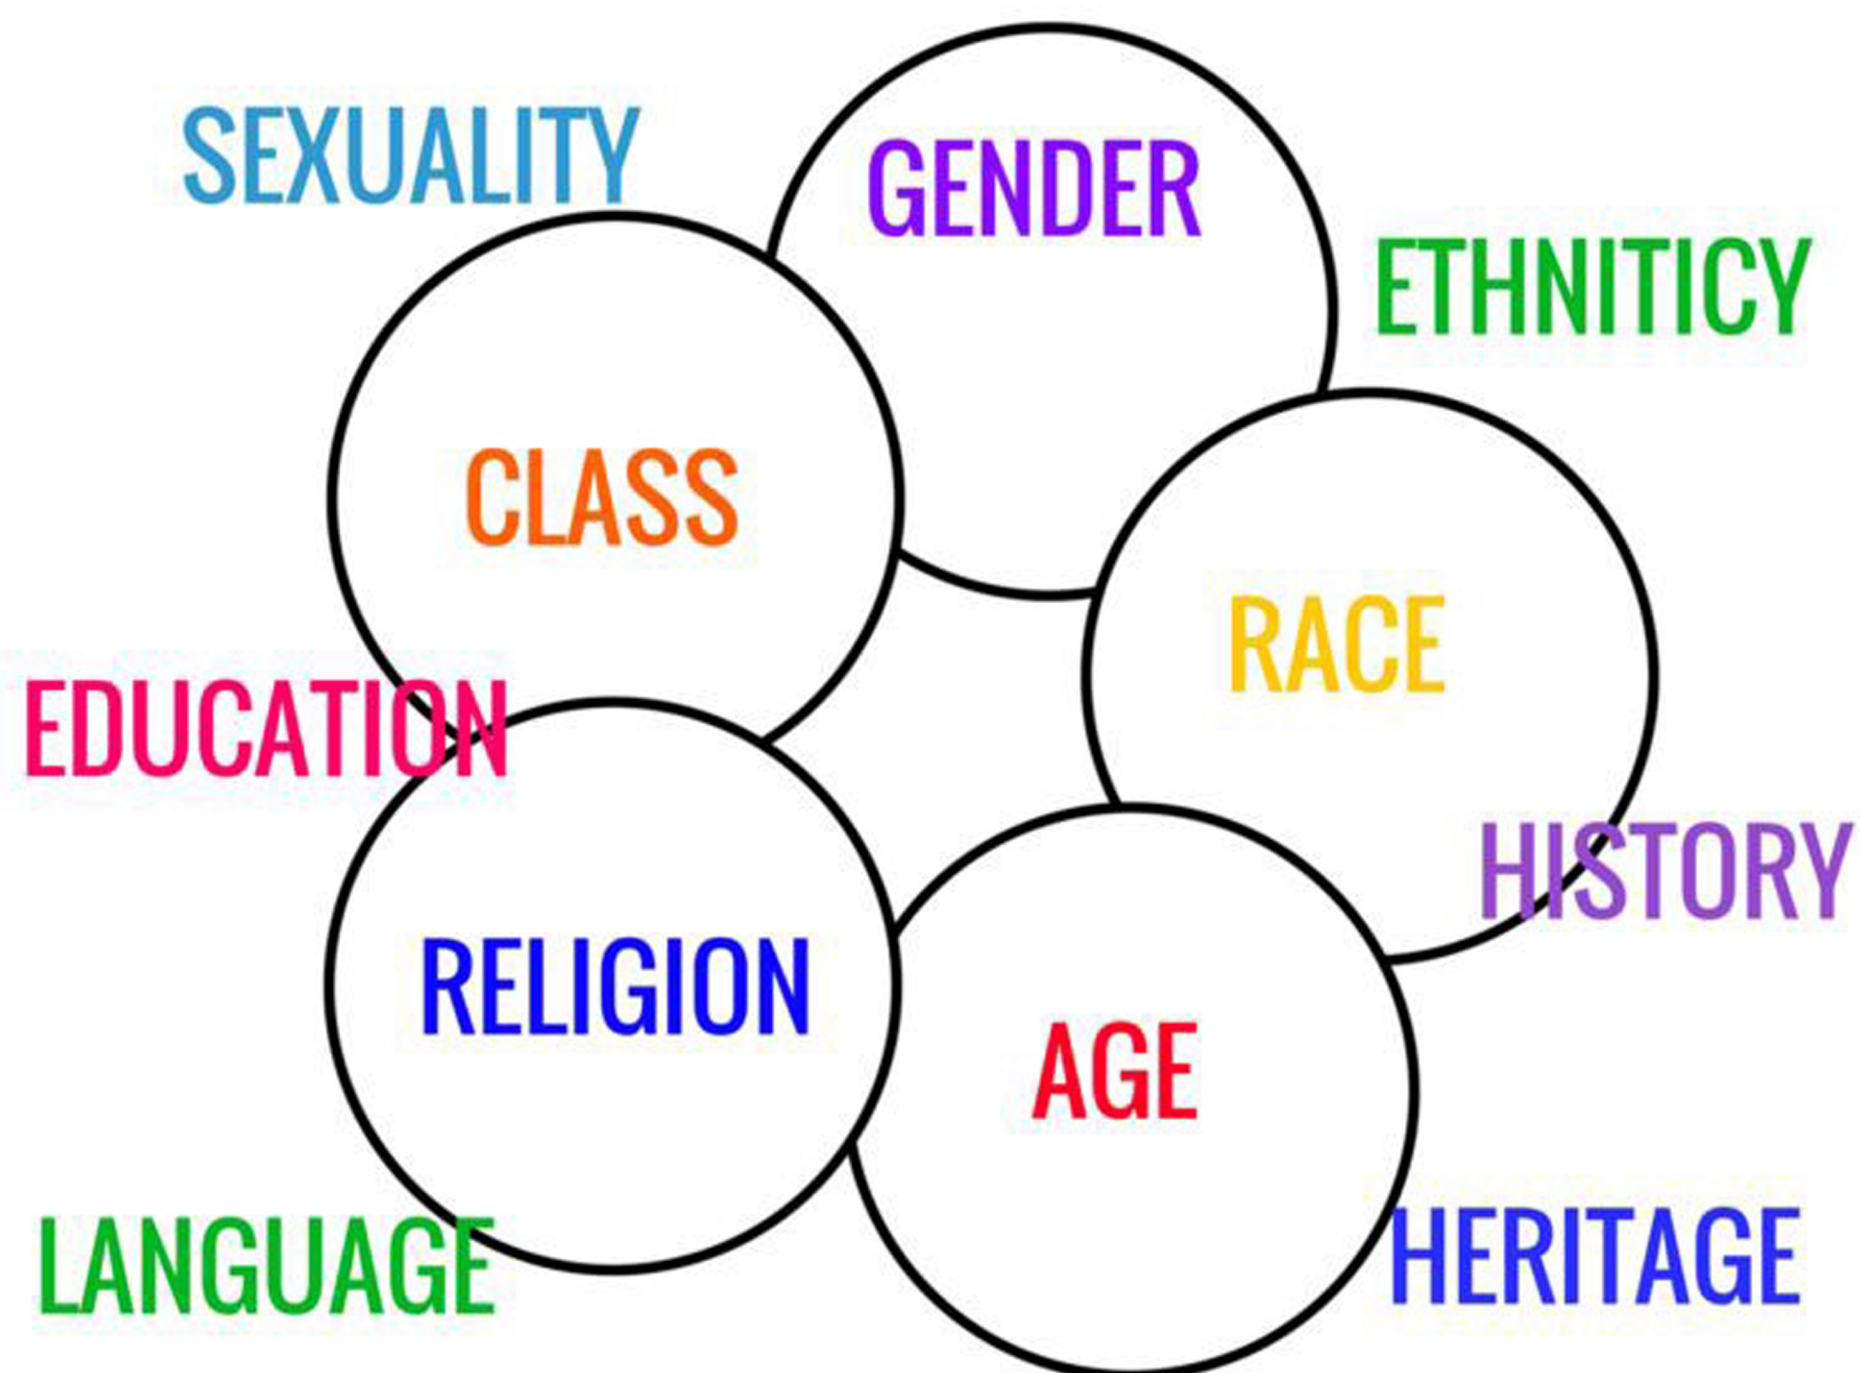 SEXUALITY
GENDER
ETHNITICY
CLASS
RACE
EDUCATION
HISTORY
RELIGION
AGE
LANGUAGE
HERITAGE